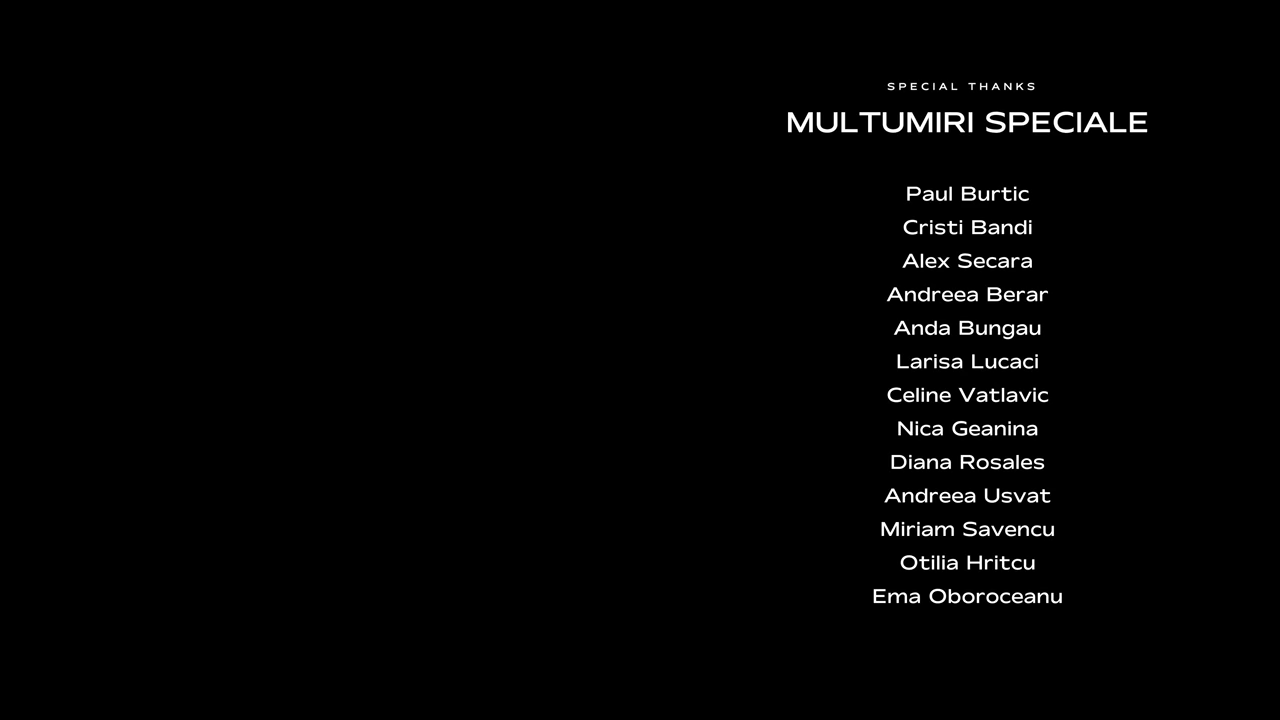 SPECIAL THANKS
MULTUMIRI SPECIALE
Paul Burtic
Cristi Bandi
Alex Secara
Andreea Berar
Anda Bungau
Larisa Lucaci
Celine Vatlavic
Nica Geanina
Diana Rosales
Andreea Usvat
Miriam Savencu
Otilia Hritcu
Ema Oboroceanu